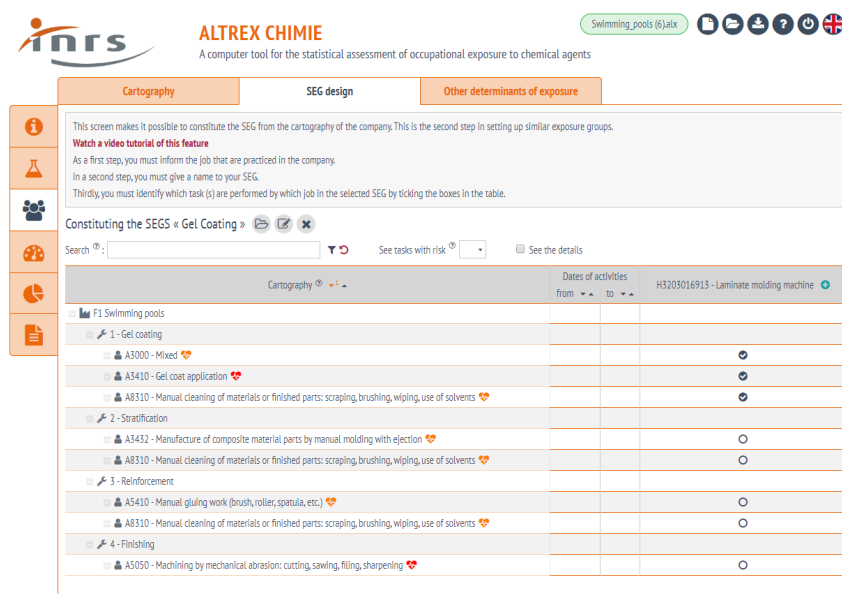 inrs
ALTREX CHIMIE
A computer tool for the statistical assessment of occupational exposure to chemical agents
Swimming_pools (6).alx
Cartography
SEG design
Other determinants of exposure
This screen makes it possible to constitute the SEG from the cartography of the company. This is the second step in setting up similar exposure groups.
Watch a video tutorial of this feature
As a first step, you must inform the job that are practiced in the company.
In a second step, you must give a name to your SEG.
Thirdly, you must identify which task (s) are performed by which job in the selected SEG by ticking the boxes in the table.
Constituting the SEGS « Gel Coating »
Search ? :
See tasks with risk ?
See the details
Cartography ? 1
Dates of activities
from to
H3203016913 - Laminate molding machine
F1 Swimming pools
1 - Gel coating
A3000 - Mixed
A3410 - Gel coat application
A8310 - Manual cleaning of materials or finished parts: scraping, brushing, wiping, use of solvents
2 - Stratification
A3432 - Manufacture of composite material parts by manual molding with ejection
A8310 - Manual cleaning of materials or finished parts: scraping, brushing, wiping, use of solvents
3 - Reinforcement
A5410 - Manual gluing work (brush, roller, spatula, etc.)
A8310 - Manual cleaning of materials or finished parts: scraping, brushing, wiping, use of solvents
4 - Finishing
A5050 - Machining by mechanical abrasion: cutting, sawing, filing, sharpening